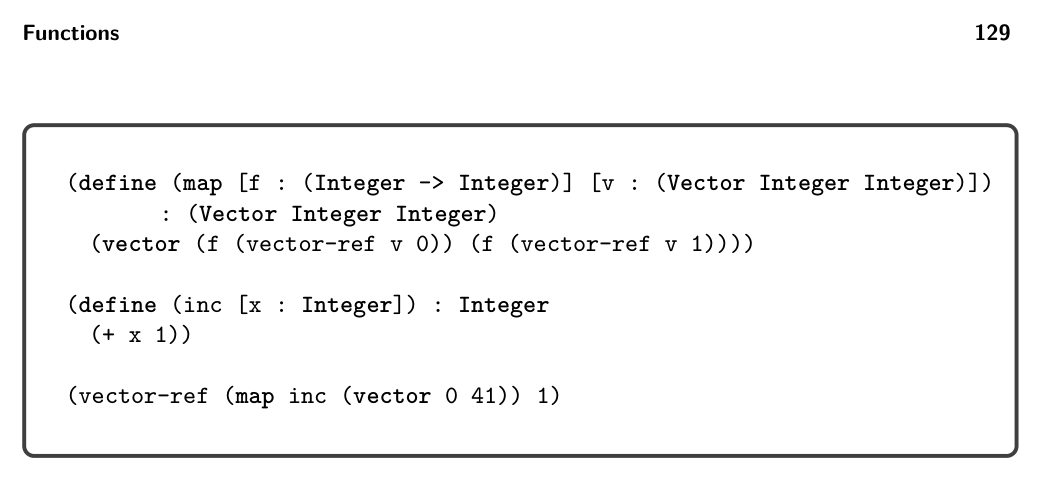 Functions 129
(define (map [f : (Integer -> Integer)] [v : (Vector Integer Integer)])
: (Vector Integer Integer)
(vector (f (vector-ref v 0)) (f (vector-ref v 1))))
(define (inc [x : Integer]) : Integer
(+ x 1))
(vector-ref (map inc (vector 0 41)) 1)